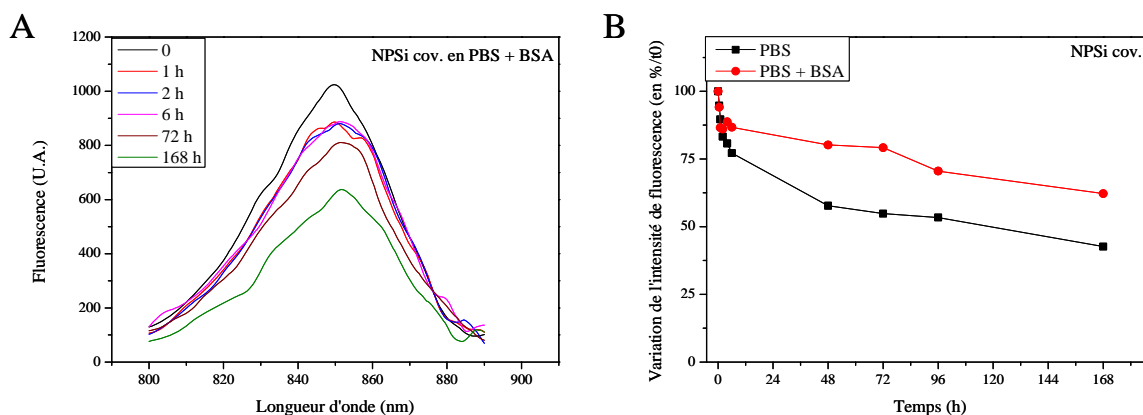 A
NPSi cov. en PBS + BSA
0
1 h
2 h
6 h
72 h
168 h
1200
1000
800
600
400
200
0
800
820
840
860
880
900
Fluorescence (U.A.)
Longueur d'onde (nm)
B
PBS
PBS + BSA
NPSi cov.
100
75
50
25
0
0
24
48
72
96
120
144
168
Variation de l'intensité de fluorescence (en %/t0)
Temps (h)